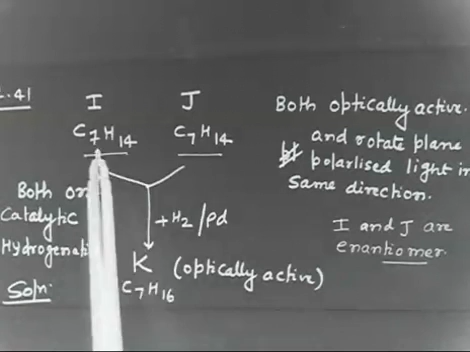 .41
I J
C7H14 C7H14
Both optically active.
and rotate plane
polarlised light in
Same direction.
I and J are
enantiomer.
Both on
Catalytic
Hydrogenati
+H2/Pd
K (optically active)
C7H16
Soln.